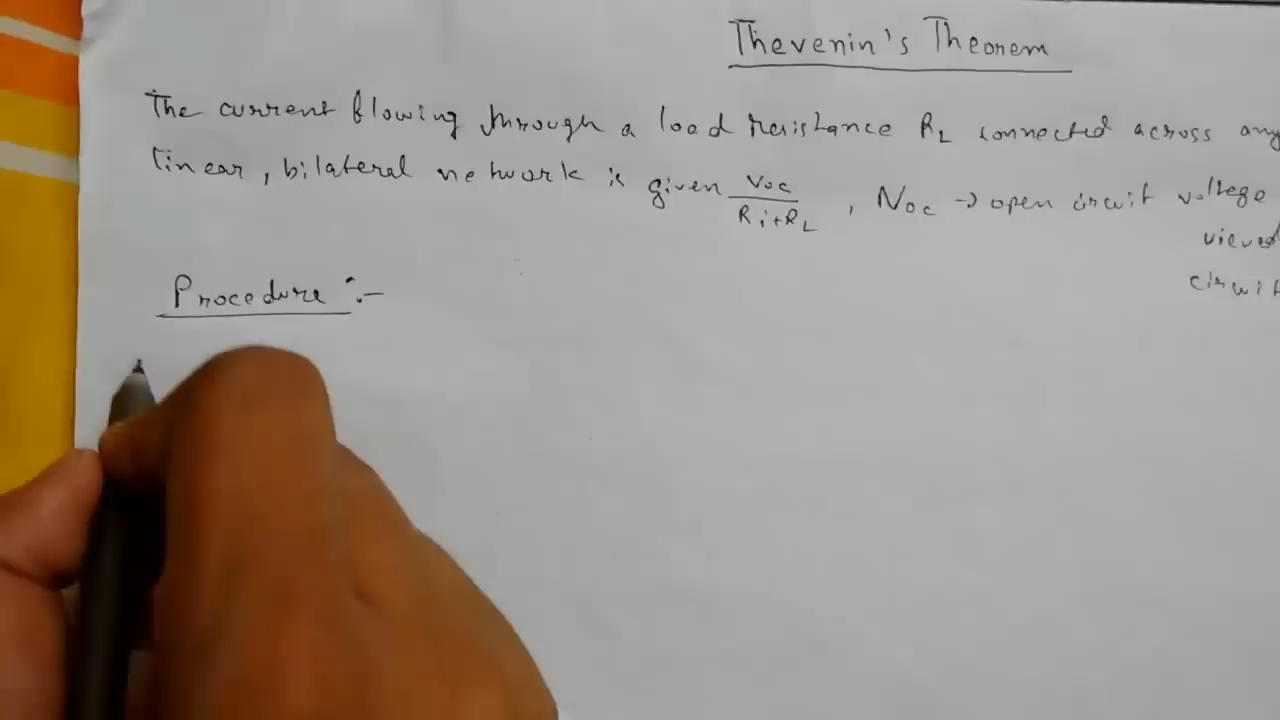 Thevenin's Theorem
The current flowing through a load resistance RL connected across any
linear, bilateral network is given Voc / Ri+RL , Voc → open circuit voltage
viewed
circuit
Procedure :-